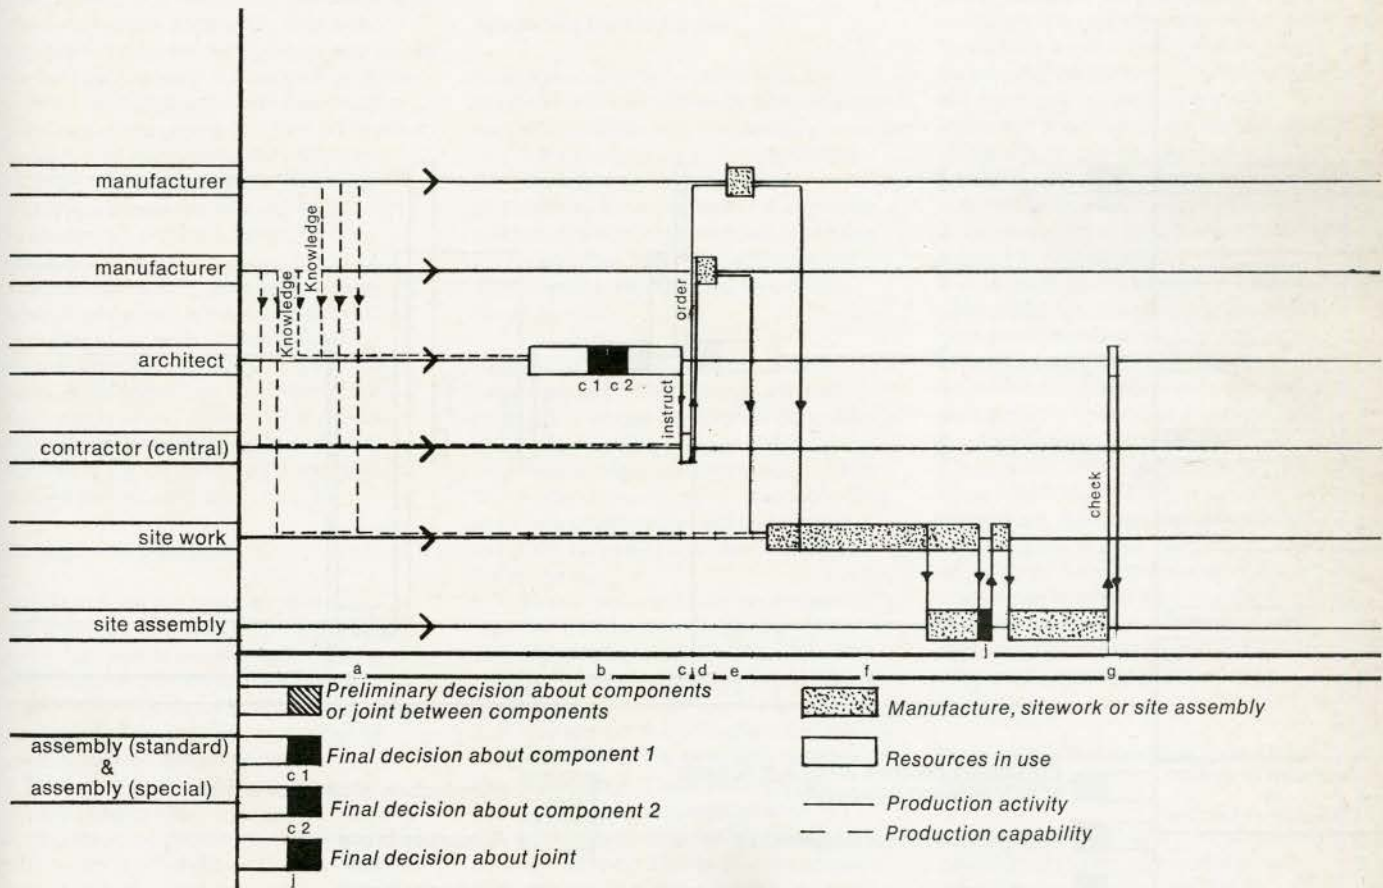 manufacturer
Knowledge
manufacturer
Knowledge
order
architect
c 1 c 2
instruct
contractor (central)
check
site work
site assembly
j
a b c d e f g
Preliminary decision about components
or joint between components
Manufacture, sitework or site assembly
assembly (standard)
&
assembly (special)
Final decision about component 1
c 1
Resources in use
Final decision about component 2
c 2
Production activity
Production capability
Final decision about joint
j